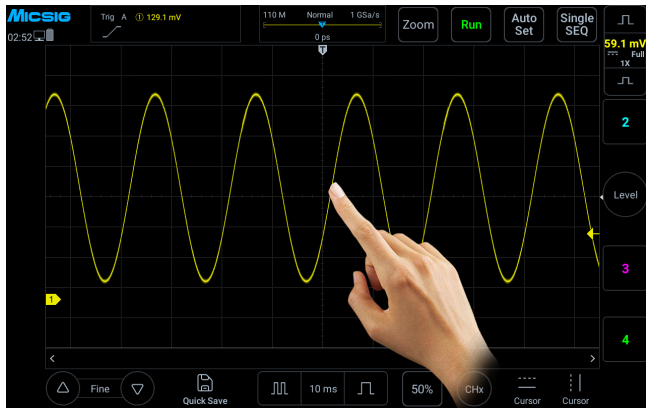 MICSIG
Trig A ① 129.1 mV
110 M Normal 1 GSa/s
0 ps
T
Zoom
Run
Auto
Set
Single
SEQ
02:52
59.1 mV
Full
1X
2
Level
1
3
4
Fine
Quick Save
10 ms
50%
CHx
Cursor
Cursor